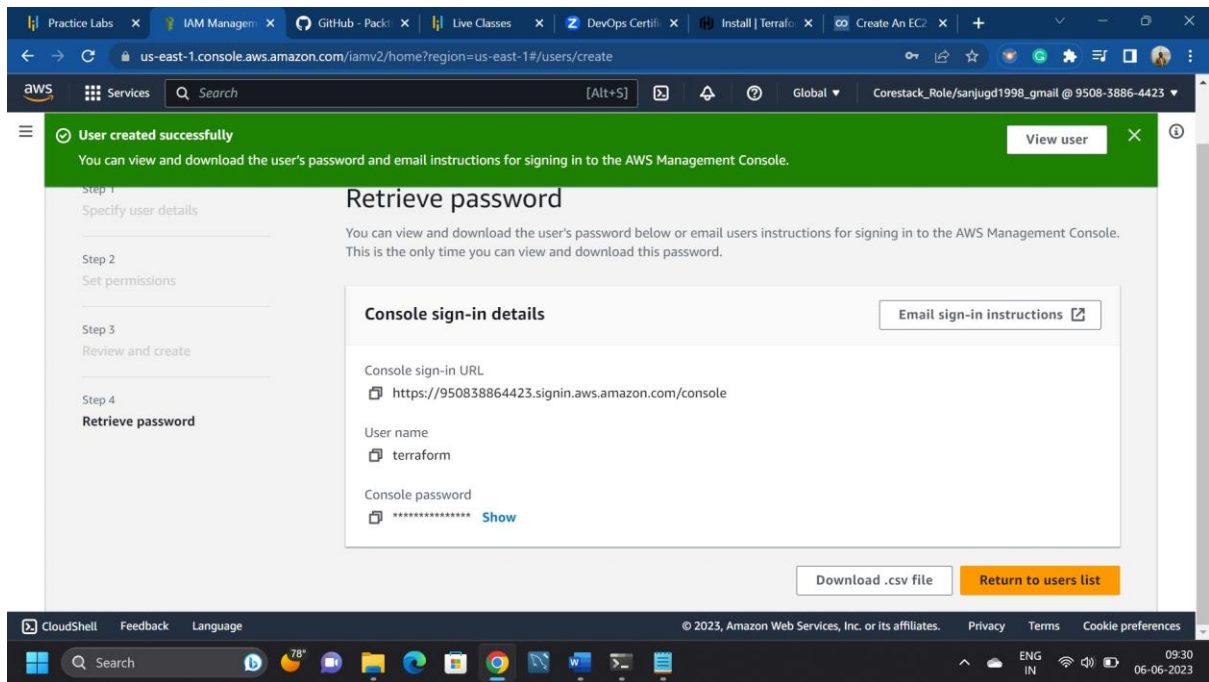 Practice Labs
IAM Managem
GitHub - Packt
Live Classes
DevOps Certifi
Install | Terrafo
Create An EC2
us-east-1.console.aws.amazon.com/iamv2/home?region=us-east-1#/users/create
aws
Services
Search
[Alt+S]
Global
Corestack_Role/sanjugd1998_gmail @ 9508-3886-4423
User created successfully
You can view and download the user's password and email instructions for signing in to the AWS Management Console.
View user
Step 1
Specify user details
Step 2
Set permissions
Step 3
Review and create
Step 4
Retrieve password
Retrieve password
You can view and download the user's password below or email users instructions for signing in to the AWS Management Console.
This is the only time you can view and download this password.
Console sign-in details
Email sign-in instructions
Console sign-in URL
https://950838864423.signin.aws.amazon.com/console
User name
terraform
Console password
*************** Show
Download .csv file
Return to users list
CloudShell
Feedback
Language
© 2023, Amazon Web Services, Inc. or its affiliates.
Privacy
Terms
Cookie preferences
Search
78°
ENG
IN
09:30
06-06-2023